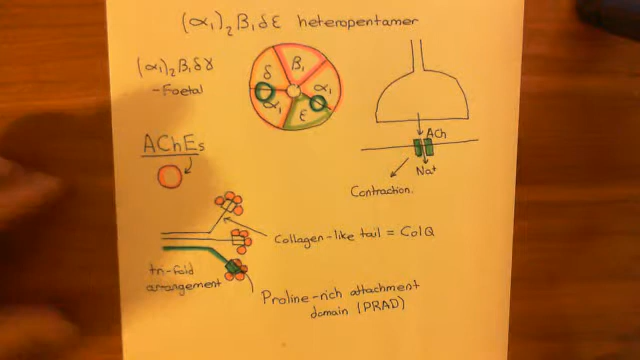 (α₁)₂ β₁ δ ε heteropentamer
(α₁)₂ β₁ δ γ
- Foetal
β₁
δ
α₁
α₁
ε
ACh
Na⁺
Contraction.
AChEs
Collagen-like tail = ColQ
tri-fold
arrangement
Proline-rich attachment
domain (PRAD)